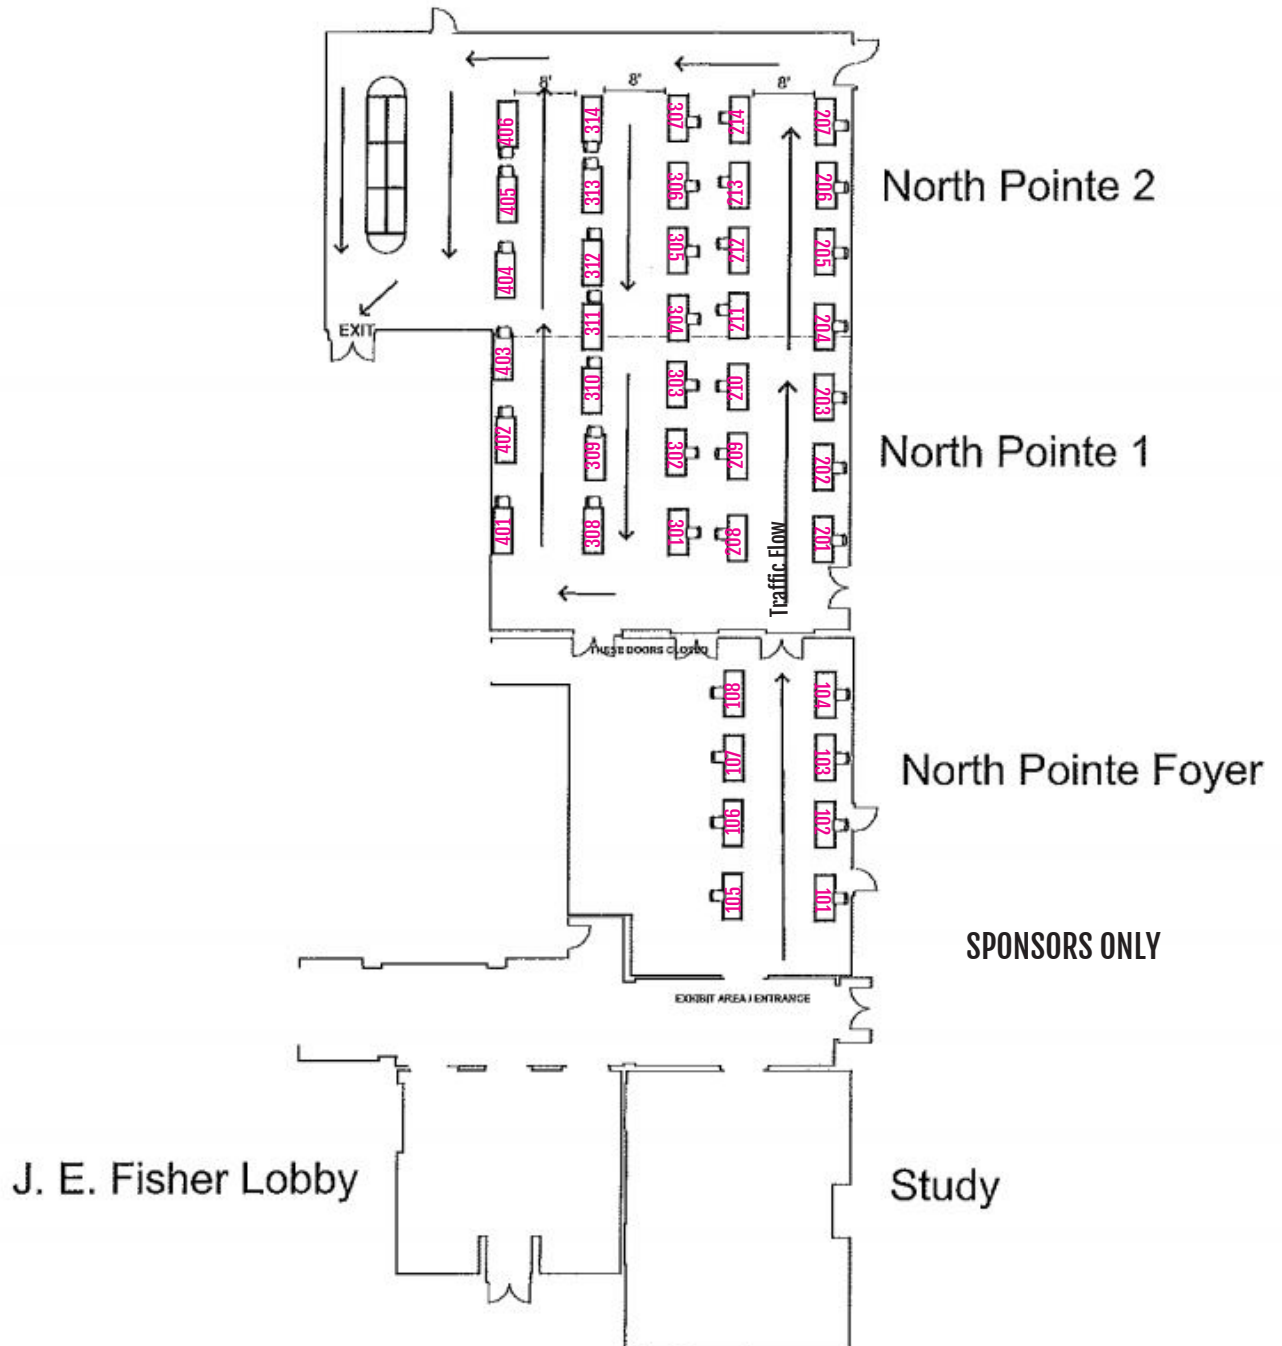 8' 8' 8'
406 314 307 214 207
405 313 306 213 206
North Pointe 2
404 312 305 212 205
311 304 211 204
EXIT
403 310 303 210 203
402 309 302 209 202
North Pointe 1
401 308 301 208 201
Traffic Flow
THESE DOORS CLOSED
108 104
107 103
North Pointe Foyer
106 102
105 101
SPONSORS ONLY
EXHIBIT AREA / ENTRANCE
J. E. Fisher Lobby
Study